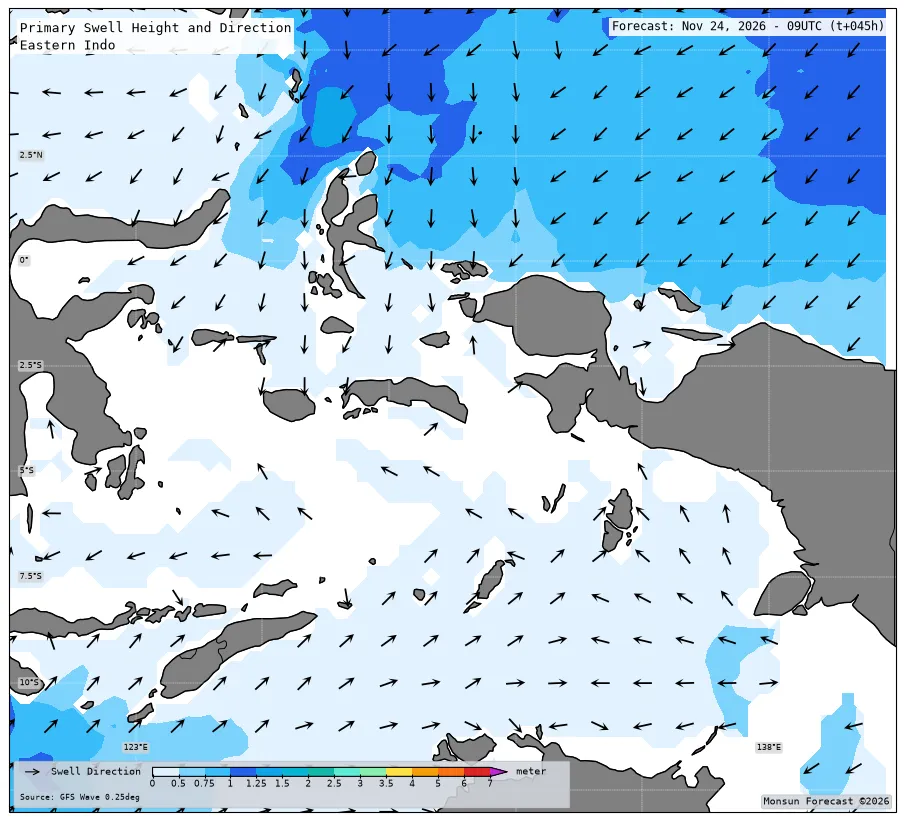 Primary Swell Height and Direction
Eastern Indo
Forecast: Nov 24, 2026 - 09UTC (t+045h)
2.5°N
0°
2.5°S
5°S
7.5°S
10°S
123°E
138°E
Swell Direction
0 0.5 0.75 1 1.25 1.5 2 2.5 3 3.5 4 5 6 7
meter
Source: GFS Wave 0.25deg
Monsun Forecast ©2026